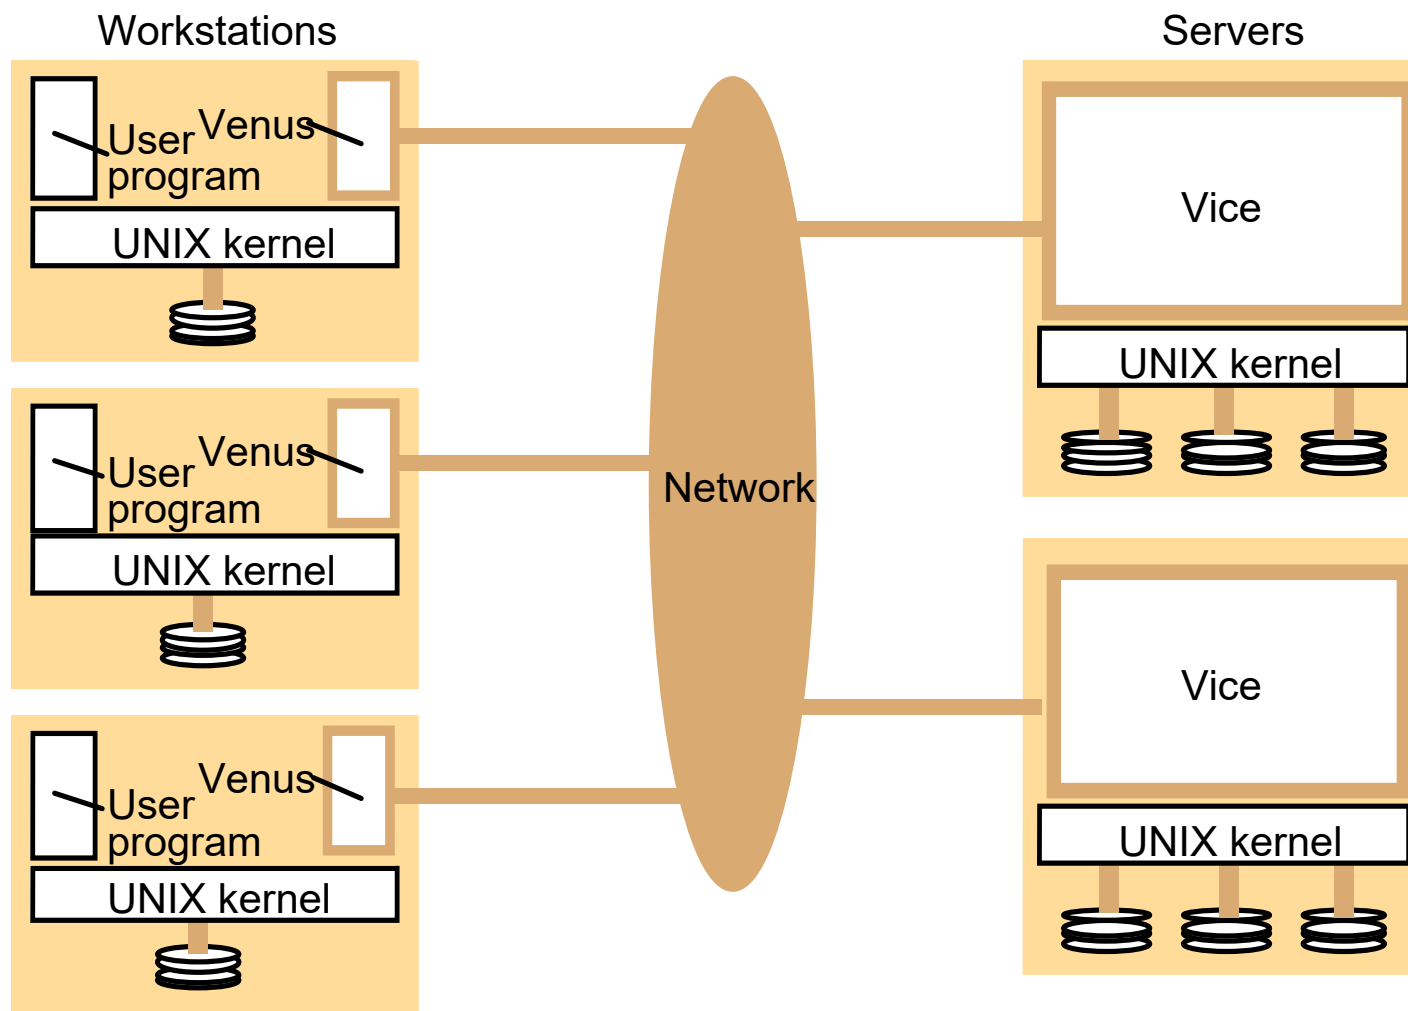 Workstations
Servers
User
program
Venus
UNIX kernel
Vice
UNIX kernel
User
program
Venus
UNIX kernel
Network
Vice
UNIX kernel
User
program
Venus
UNIX kernel